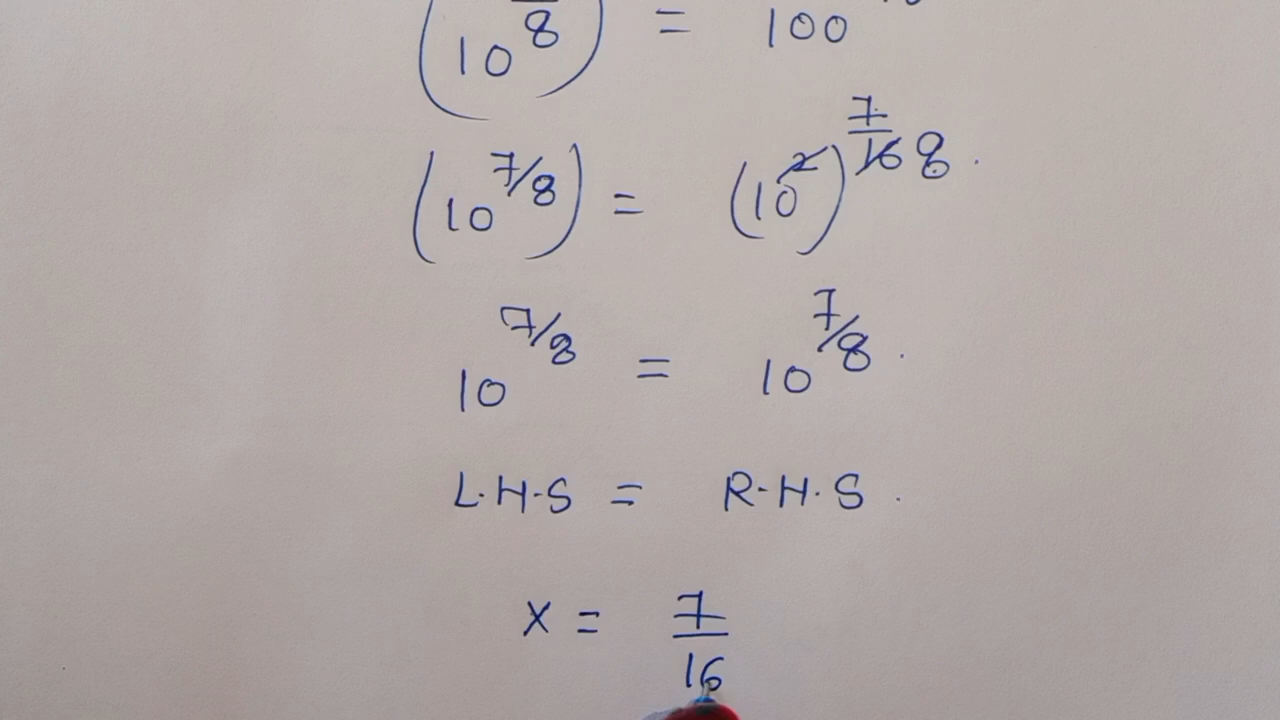 (10^8) = 100
(10^7/8) = (10^2)^7/16 8.
10^7/8 = 10^7/8.
L.H.S = R.H.S.
x = 7/16